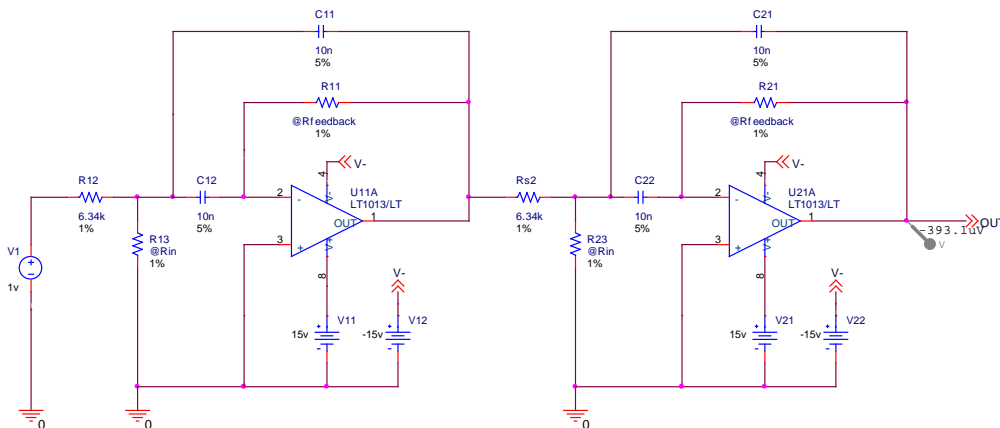 C11
10n
5%
R11
@Rfeedback
1%
V-
4
R12
6.34k
1%
C12
10n
5%
2
-
U11A
LT1013/LT
V-
OUT
1
3
+
V+
8
R13
@Rin
1%
V1
+
-
1v
V11
+
15v
-
V-
V12
+
-15v
-
0
0
C21
10n
5%
R21
@Rfeedback
1%
V-
4
Rs2
6.34k
1%
C22
10n
5%
2
-
U21A
LT1013/LT
V-
OUT
1
3
+
V+
8
R23
@Rin
1%
V21
+
15v
-
V-
V22
+
-15v
-
0
OUT
-393.1uV
v